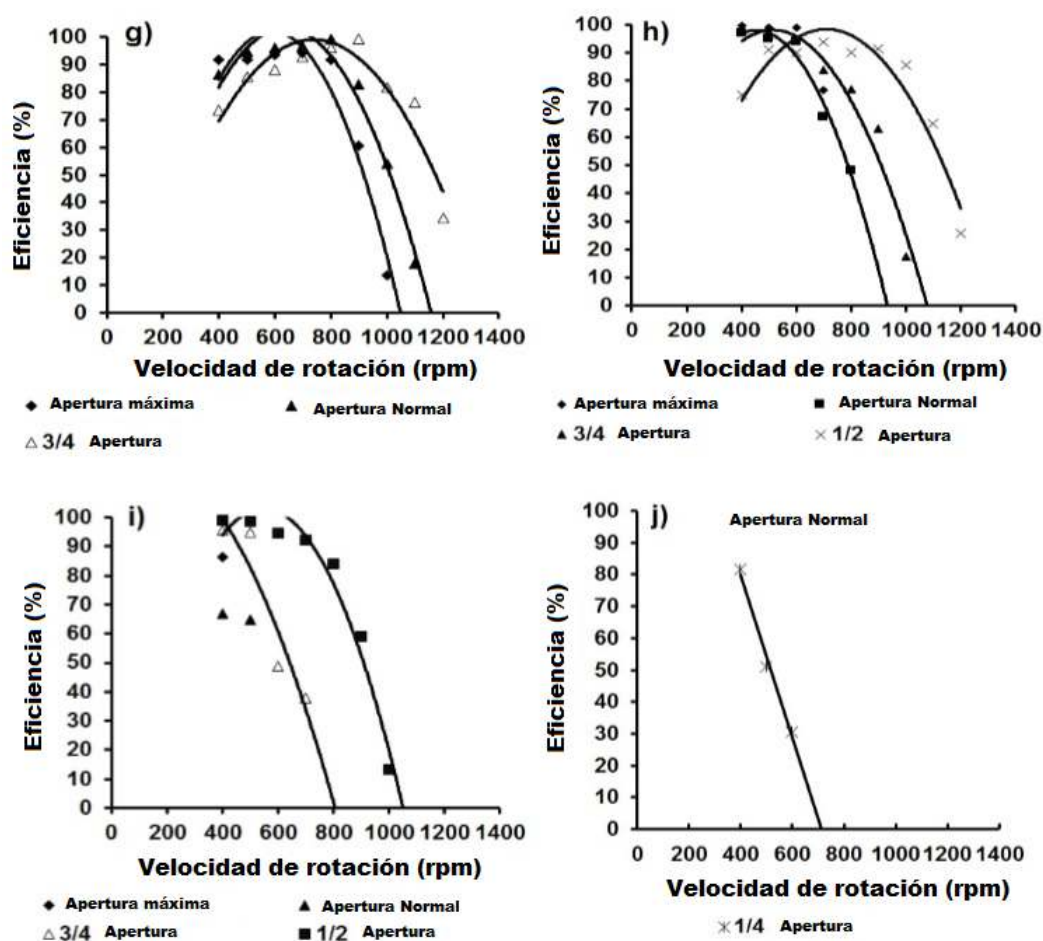 g)
Eficiencia (%)
100
90
80
70
60
50
40
30
20
10
0
0 200 400 600 800 1000 1200 1400
Velocidad de rotación (rpm)
Apertura máxima
Apertura Normal
3/4 Apertura
h)
Eficiencia (%)
100
90
80
70
60
50
40
30
20
10
0
0 200 400 600 800 1000 1200 1400
Velocidad de rotación (rpm)
Apertura máxima
Apertura Normal
3/4 Apertura
1/2 Apertura
i)
Eficiencia (%)
100
90
80
70
60
50
40
30
20
10
0
0 200 400 600 800 1000 1200 1400
Velocidad de rotación (rpm)
Apertura máxima
Apertura Normal
3/4 Apertura
1/2 Apertura
j)
Apertura Normal
Eficiencia (%)
100
90
80
70
60
50
40
30
20
10
0
0 200 400 600 800 1000 1200 1400
Velocidad de rotación (rpm)
1/4 Apertura